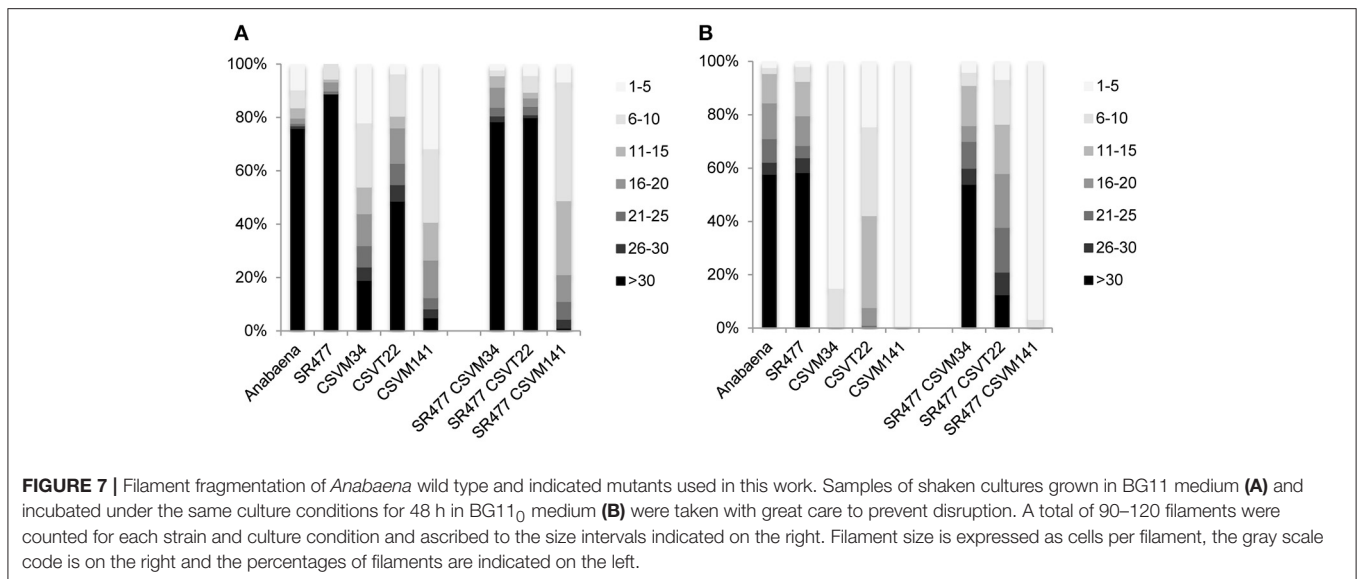 A
100%
80%
60%
40%
20%
0%
Anabaena
SR477
CSVM34
CSVT22
CSVM141
SR477 CSVM34
SR477 CSVT22
SR477 CSVM141
1-5
6-10
11-15
16-20
21-25
26-30
>30
B
100%
80%
60%
40%
20%
0%
Anabaena
SR477
CSVM34
CSVT22
CSVM141
SR477 CSVM34
SR477 CSVT22
SR477 CSVM141
1-5
6-10
11-15
16-20
21-25
26-30
>30
FIGURE 7 | Filament fragmentation of Anabaena wild type and indicated mutants used in this work. Samples of shaken cultures grown in BG11 medium (A) and
incubated under the same culture conditions for 48 h in BG11₀ medium (B) were taken with great care to prevent disruption. A total of 90–120 filaments were
counted for each strain and culture condition and ascribed to the size intervals indicated on the right. Filament size is expressed as cells per filament, the gray scale
code is on the right and the percentages of filaments are indicated on the left.